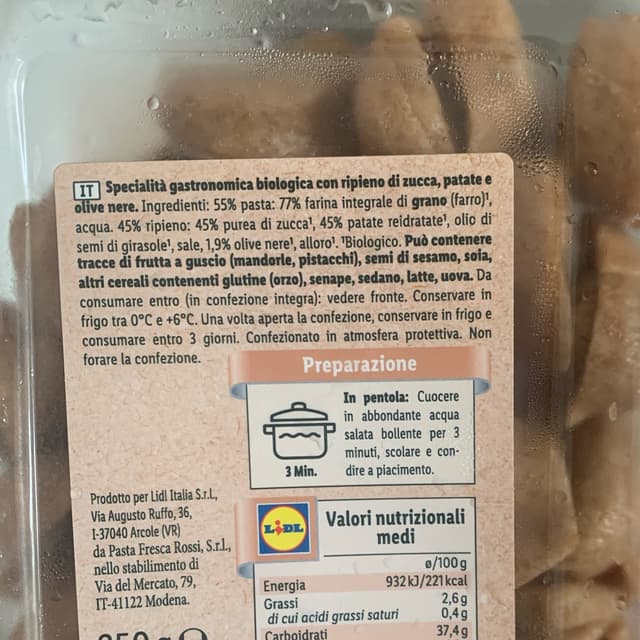 IT Specialità gastronomica biologica con ripieno di zucca, patate e
olive nere. Ingredienti: 55% pasta: 77% farina integrale di grano (farro)¹,
acqua. 45% ripieno: 45% purea di zucca¹, 45% patate reidratate¹, olio di
semi di girasole¹, sale, 1,9% olive nere¹, alloro¹. ¹Biologico. Può contenere
tracce di frutta a guscio (mandorle, pistacchi), semi di sesamo, soia,
altri cereali contenenti glutine (orzo), senape, sedano, latte, uova. Da
consumare entro (in confezione integra): vedere fronte. Conservare in
frigo tra 0°C e +6°C. Una volta aperta la confezione, conservare in frigo e
consumare entro 3 giorni. Confezionato in atmosfera protettiva. Non
forare la confezione.
Preparazione
In pentola: Cuocere
in abbondante acqua
salata bollente per 3
minuti, scolare e con-
dire a piacimento.
3 Min.
Prodotto per Lidl Italia S.r.l.,
Via Augusto Ruffo, 36,
I-37040 Arcole (VR)
da Pasta Fresca Rossi, S.r.l.,
nello stabilimento di
Via del Mercato, 79,
IT-41122 Modena.
LIDL
Valori nutrizionali
medi
ø/100 g
Energia 932 kJ/221 kcal
Grassi 2,6 g
di cui acidi grassi saturi 0,4 g
Carboidrati 37,4 g